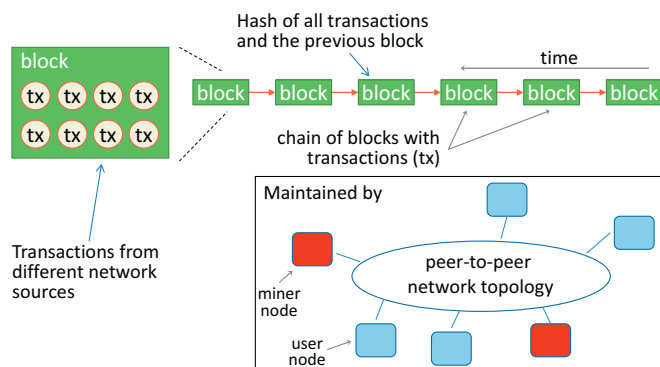 Hash of all transactions
and the previous block
block
tx tx tx tx
tx tx tx tx
time
block block block block block block
chain of blocks with
transactions (tx)
Transactions from
different network
sources
Maintained by
miner
node
peer-to-peer
network topology
user
node